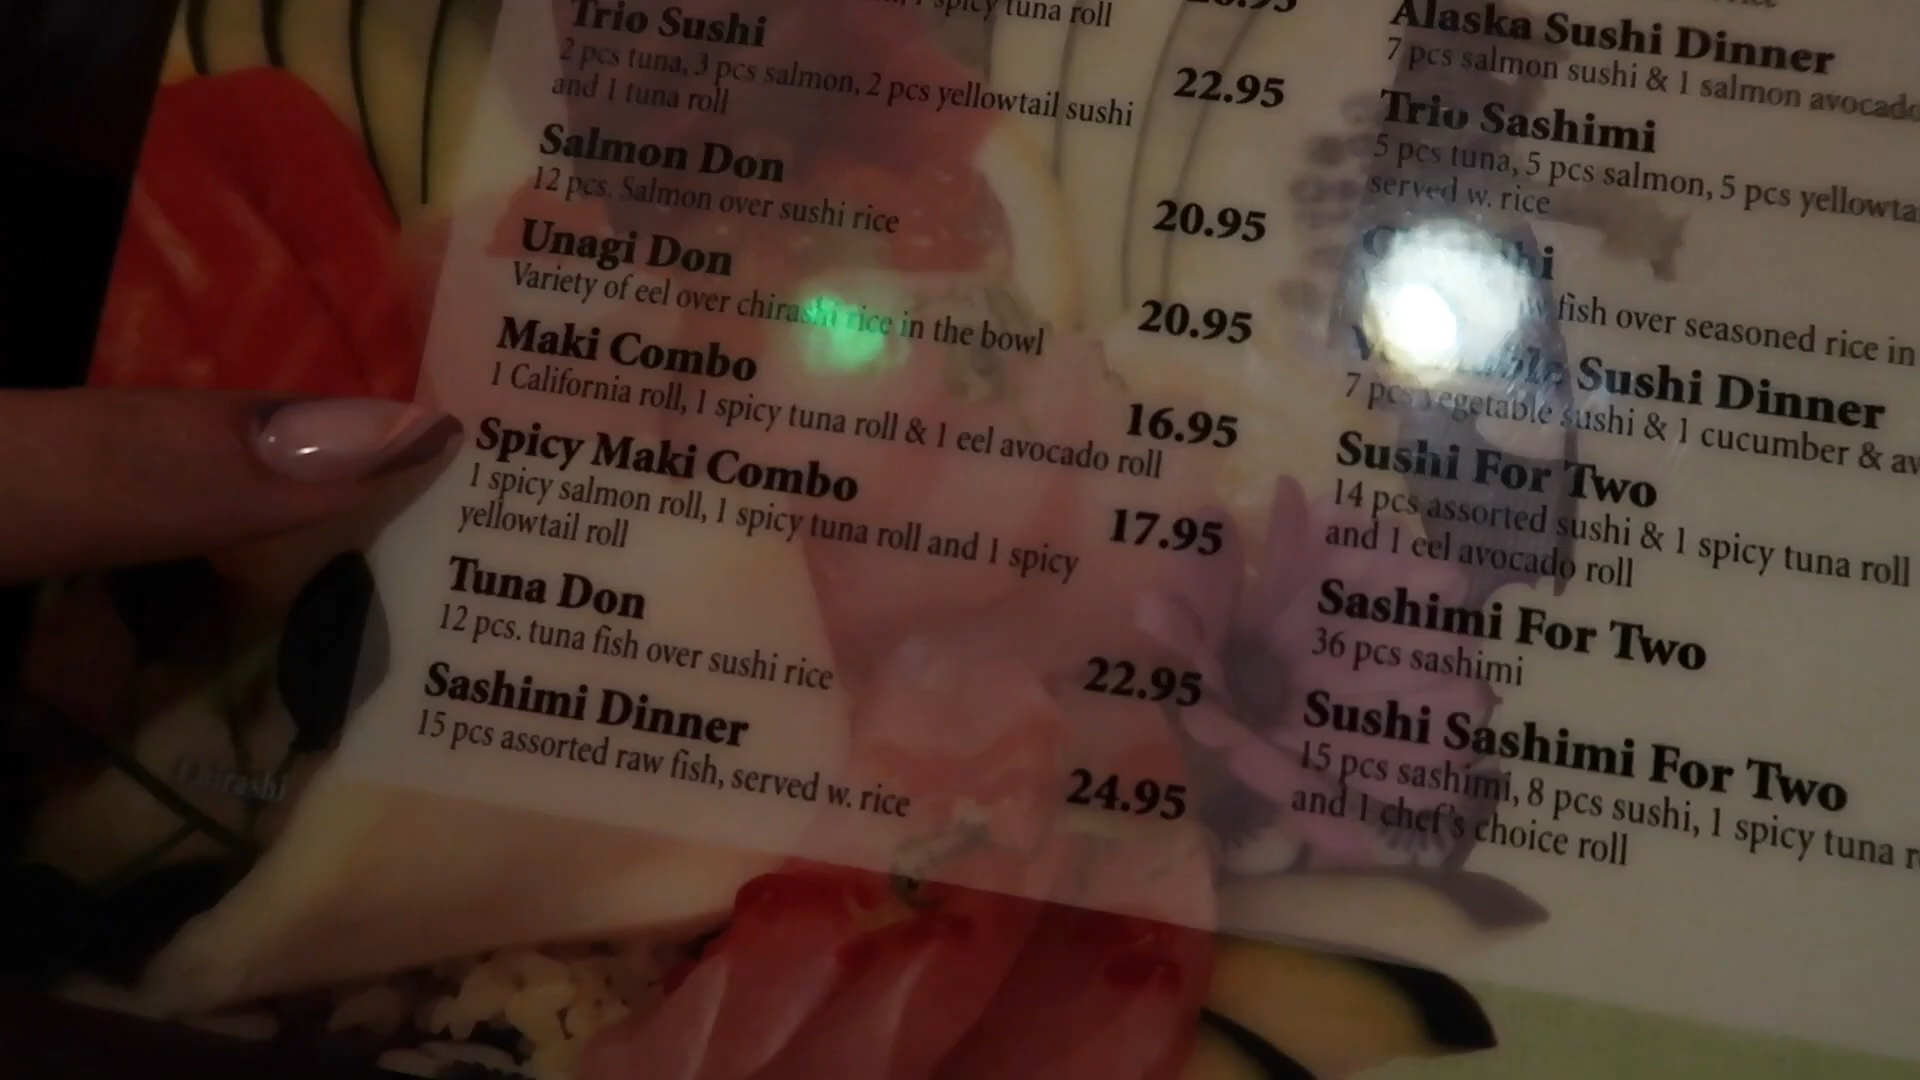 spicy tuna roll
Trio Sushi
2 pcs tuna, 3 pcs salmon, 2 pcs yellowtail sushi
and 1 tuna roll
22.95
Salmon Don
12 pcs. Salmon over sushi rice
20.95
Unagi Don
Variety of eel over chirashi rice in the bowl
20.95
Maki Combo
1 California roll, 1 spicy tuna roll & 1 eel avocado roll
16.95
Spicy Maki Combo
1 spicy salmon roll, 1 spicy tuna roll and 1 spicy
yellowtail roll
17.95
Tuna Don
12 pcs. tuna fish over sushi rice
22.95
Sashimi Dinner
15 pcs assorted raw fish, served w. rice
24.95
Chirashi
Alaska Sushi Dinner
7 pcs salmon sushi & 1 salmon avocado
Trio Sashimi
5 pcs tuna, 5 pcs salmon, 5 pcs
served w. rice
fish over seasoned rice in
Sushi Dinner
7 pcs vegetable sushi & 1 cucumber &
Sushi For Two
14 pcs assorted sushi & 1 spicy tuna roll
and 1 eel avocado roll
Sashimi For Two
36 pcs sashimi
Sushi Sashimi For Two
15 pcs sashimi, 8 pcs sushi, 1 spicy tuna
and 1 chef's choice roll